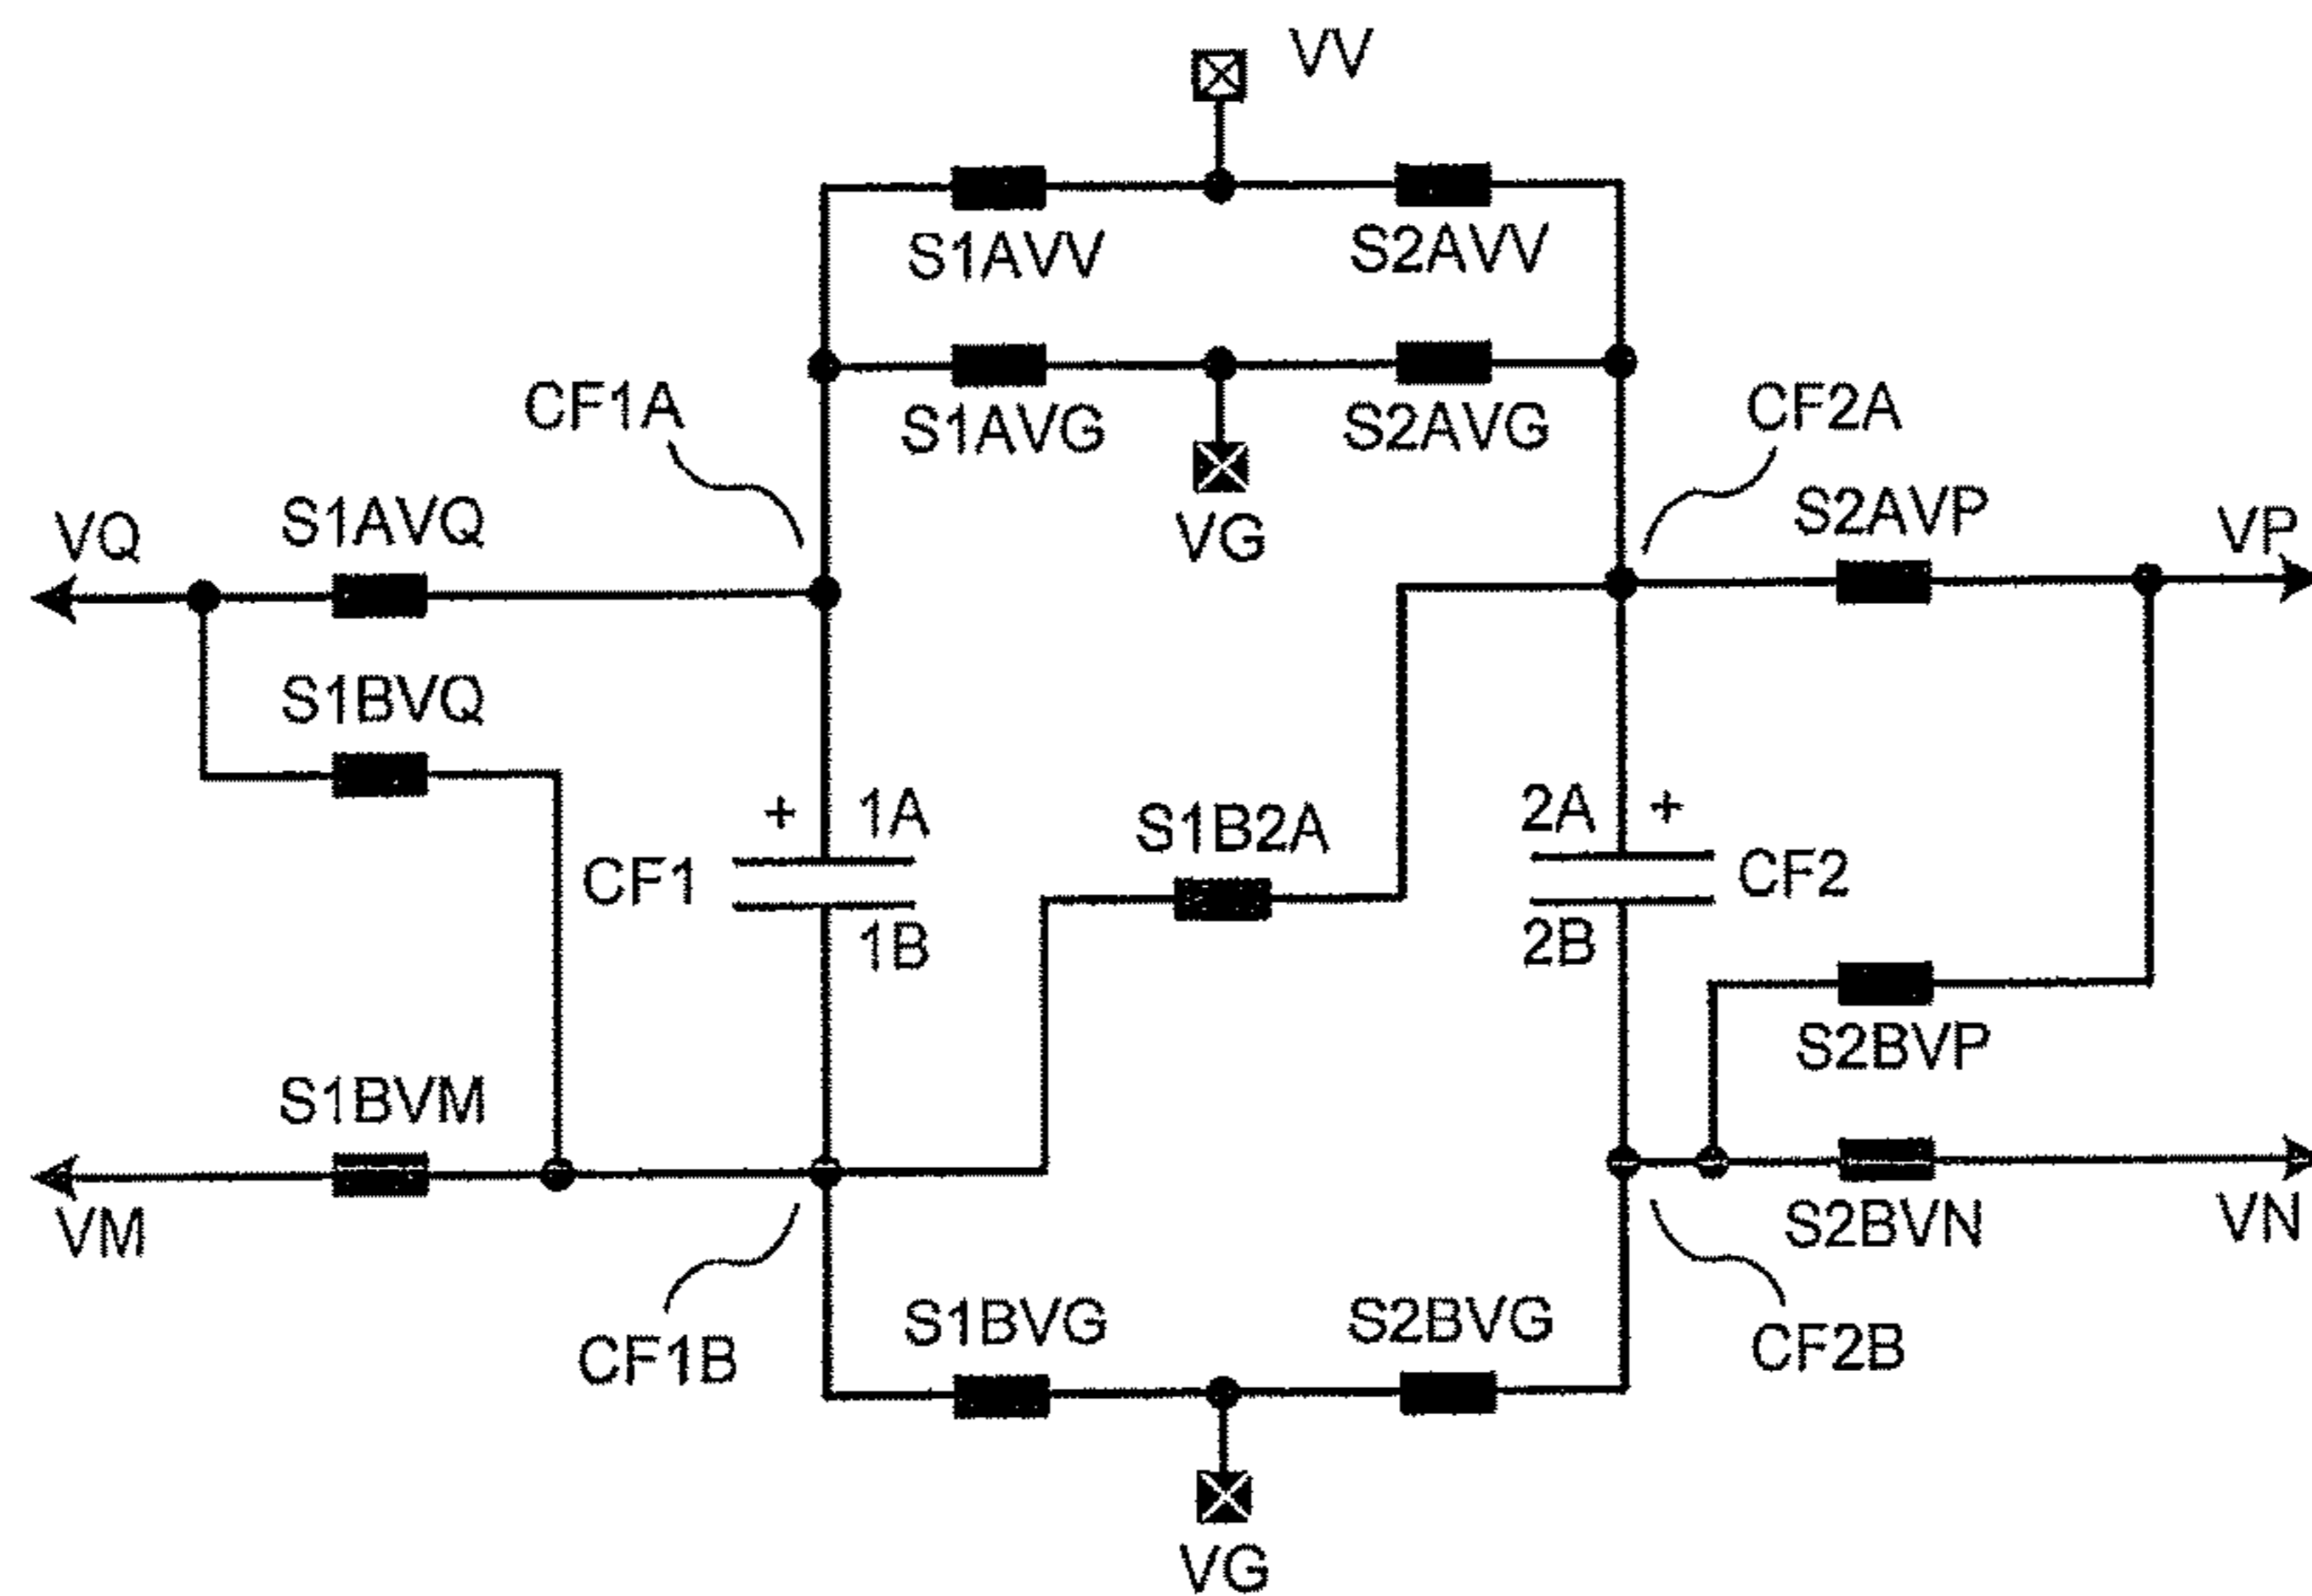 VV
S1AVV
S2AVV
CF1A
S1AVG
S2AVG
CF2A
VQ
S1AVQ
VG
S2AVP
VP
S1BVQ
+
1A
S1B2A
2A
+
CF1
CF2
1B
2B
S2BVP
S1BVM
VM
S2BVN
VN
CF1B
S1BVG
S2BVG
CF2B
VG